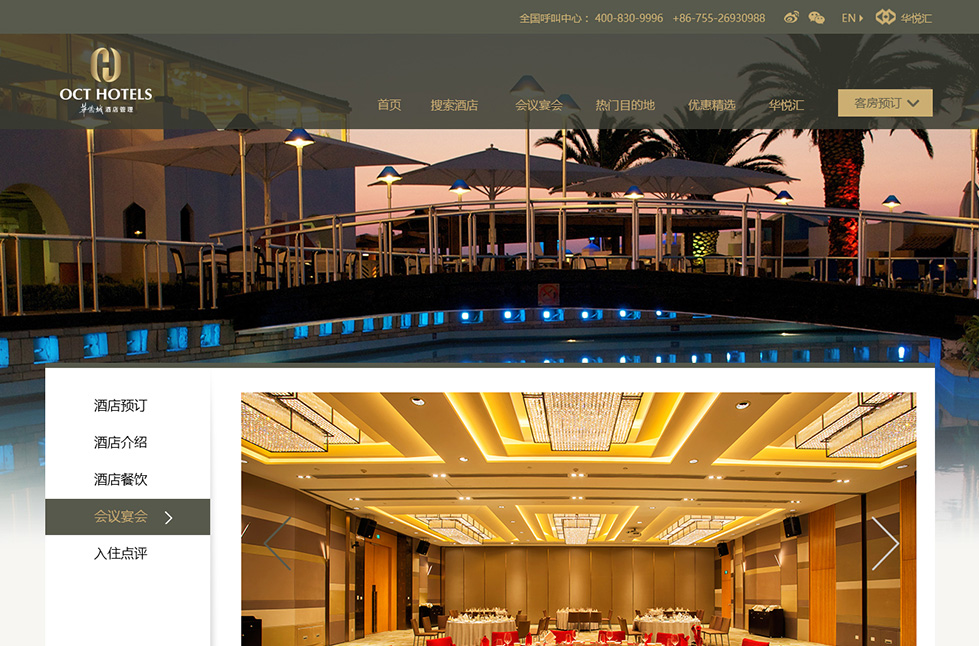 全国呼叫中心： 400-830-9996 +86-755-26930988 EN 华悦汇
OCT HOTELS
华侨城 酒店管理
首页 搜索酒店 会议宴会 热门目的地 优惠精选 华悦汇 客房预订
酒店预订
酒店介绍
酒店餐饮
会议宴会
入住点评